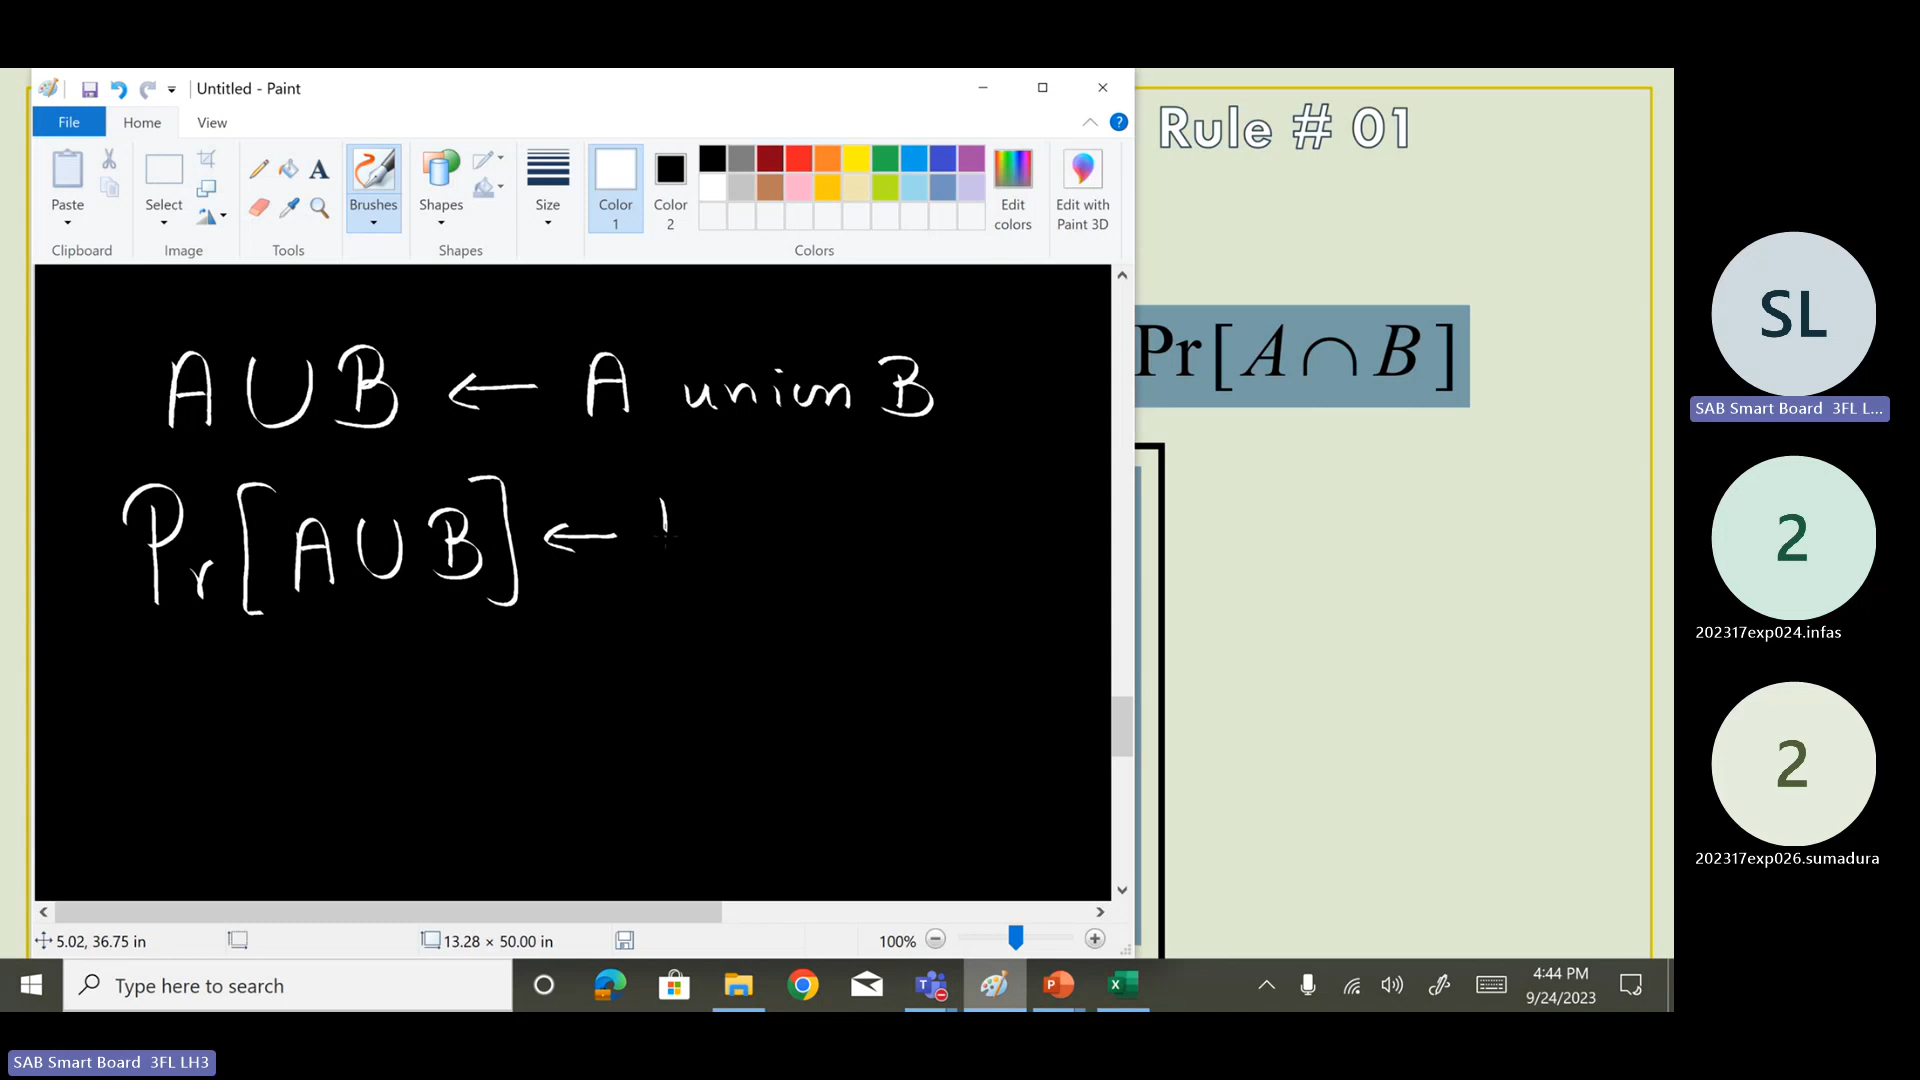 Untitled - Paint
File Home View
Paste
Select
Brushes
Shapes
Size
Color 1
Color 2
Edit colors
Edit with Paint 3D
Clipboard
Image
Tools
Shapes
Colors
Rule # 01
A ∪ B ← A union B
Pr[A ∩ B]
Pr[A ∪ B] ←
5.02, 36.75 in
13.28 × 50.00 in
100%
Type here to search
4:44 PM
9/24/2023
SL
SAB Smart Board 3FL L...
2
202317exp024.infas
2
202317exp026.sumadura
SAB Smart Board 3FL LH3